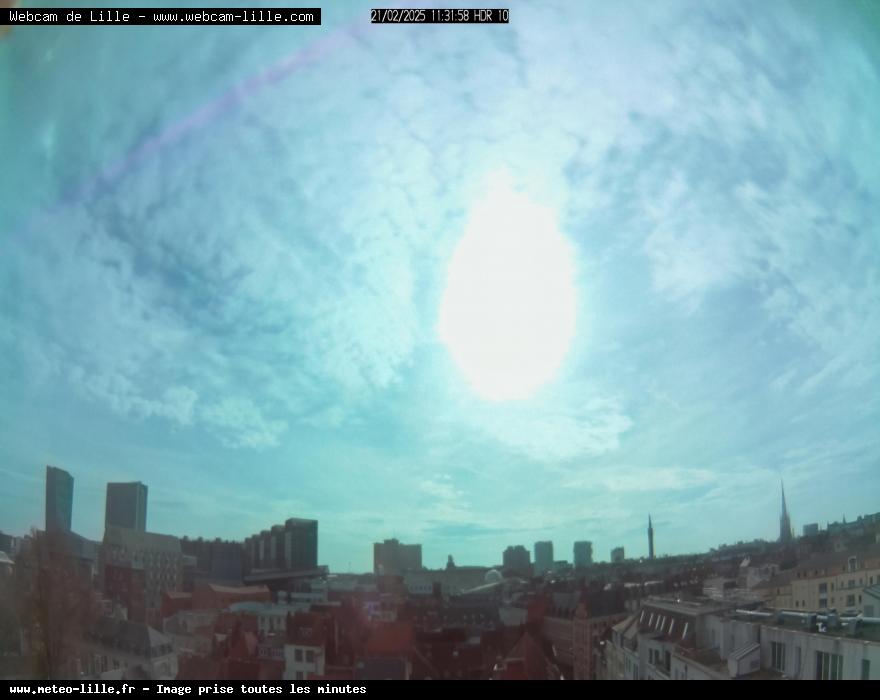 Webcam de Lille - www.webcam-lille.com
21/02/2025 11:31:58 HDR 10
www.meteo-lille.fr - Image prise toutes les minutes